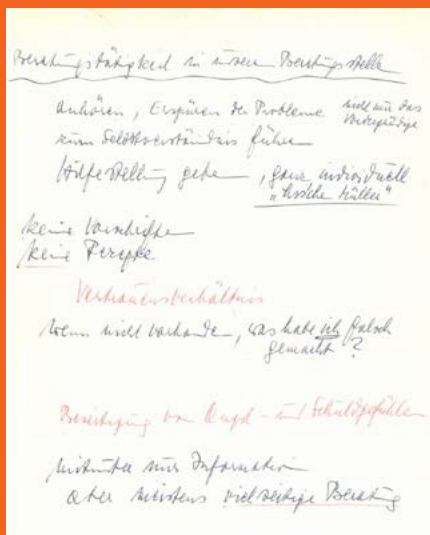 Beratungstätigkeit in unserer Beratungsstelle
anhören, Erspüren der Probleme nicht nur das
Vordergründige
zum Selbstverständnis führen
Hilfestellung geben, ganz individuell
Müller"
keine Vorschriften
keine Rezepte
Vertrauensverhältnis
wenn nicht vorhanden, was habe ich falsch
gemacht?
Beseitigung von Angst- und Schuldgefühlen
mitunter nur Information
aber meistens vielseitige Beratung